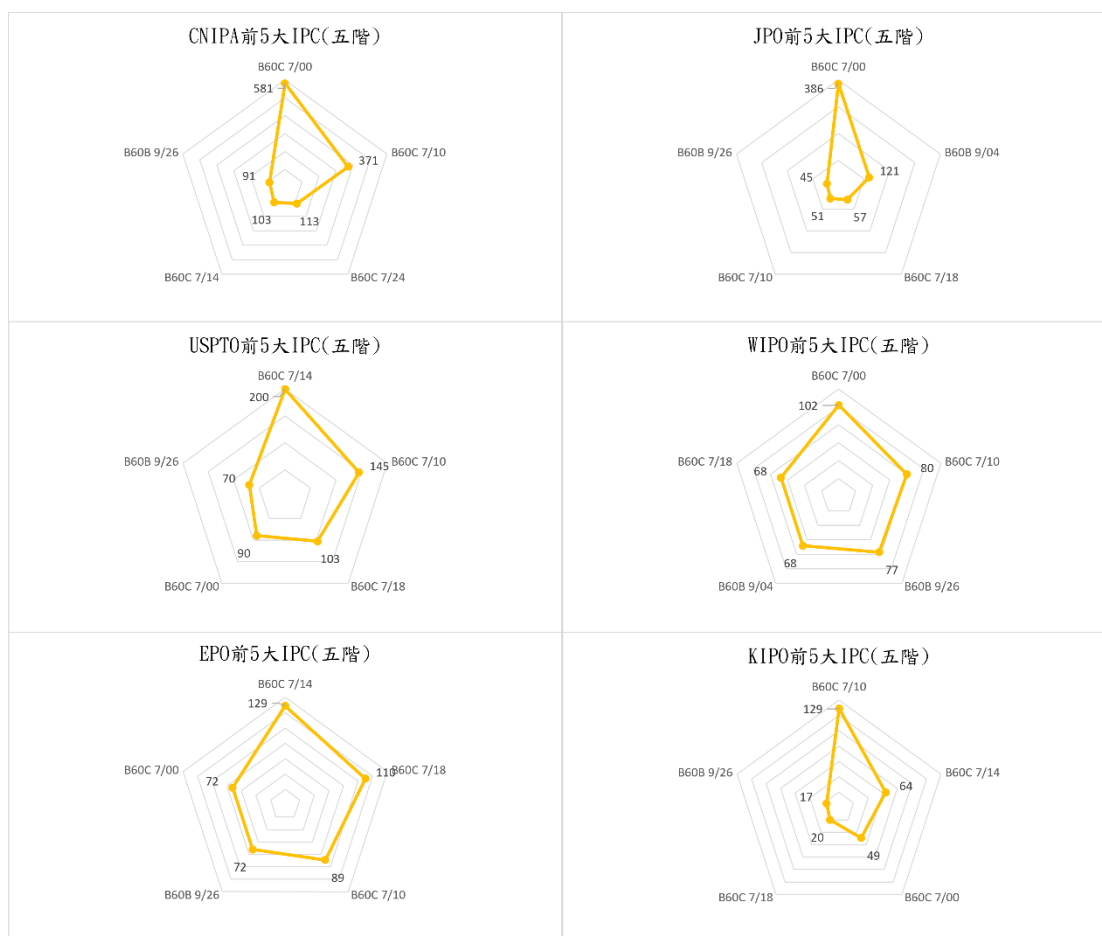 CNIPA前5大IPC(五階)
B60C 7/00
581
B60B 9/26
B60C 7/10
371
91
103
113
B60C 7/14
B60C 7/24
JPO前5大IPC(五階)
B60C 7/00
386
B60B 9/26
B60B 9/04
45
121
51
57
B60C 7/10
B60C 7/18
USPTO前5大IPC(五階)
B60C 7/14
200
B60B 9/26
145
B60C 7/10
70
90
103
B60C 7/00
B60C 7/18
WIPO前5大IPC(五階)
B60C 7/00
102
B60C 7/18
B60C 7/10
68
80
68
77
B60B 9/04
B60B 9/26
EPO前5大IPC(五階)
B60C 7/14
129
B60C 7/00
110
B60C 7/18
72
72
89
B60B 9/26
B60C 7/10
KIPO前5大IPC(五階)
B60C 7/10
129
B60B 9/26
B60C 7/14
17
64
20
49
B60C 7/18
B60C 7/00